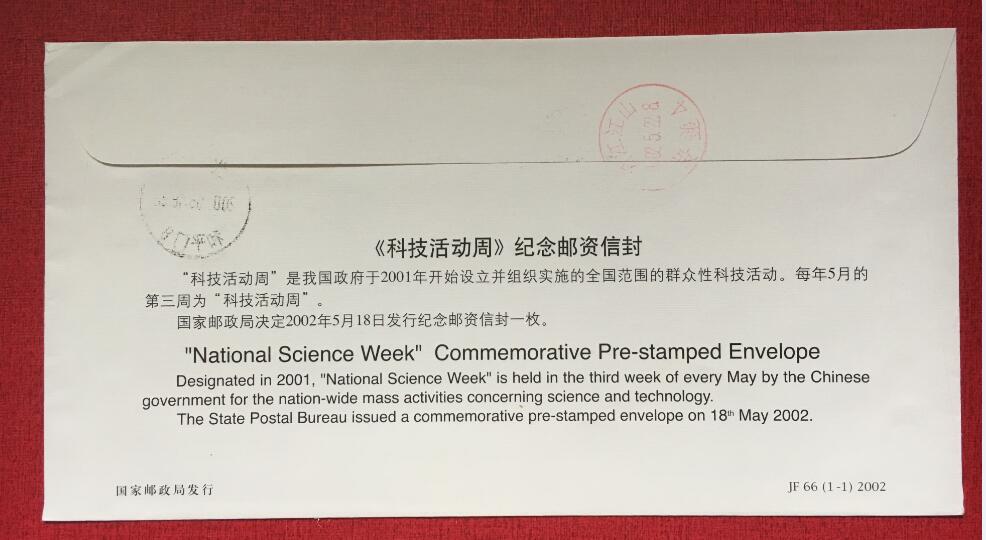 《科技活动周》纪念邮资信封
“科技活动周”是我国政府于2001年开始设立并组织实施的全国范围的群众性科技活动。每年5月的
第三周为“科技活动周”。
国家邮政局决定2002年5月18日发行纪念邮资信封一枚。
"National Science Week" Commemorative Pre-stamped Envelope
Designated in 2001, "National Science Week" is held in the third week of every May by the Chinese
government for the nation-wide mass activities concerning science and technology.
The State Postal Bureau issued a commemorative pre-stamped envelope on 18th May 2002.
国家邮政局发行
JF 66 (1-1) 2002